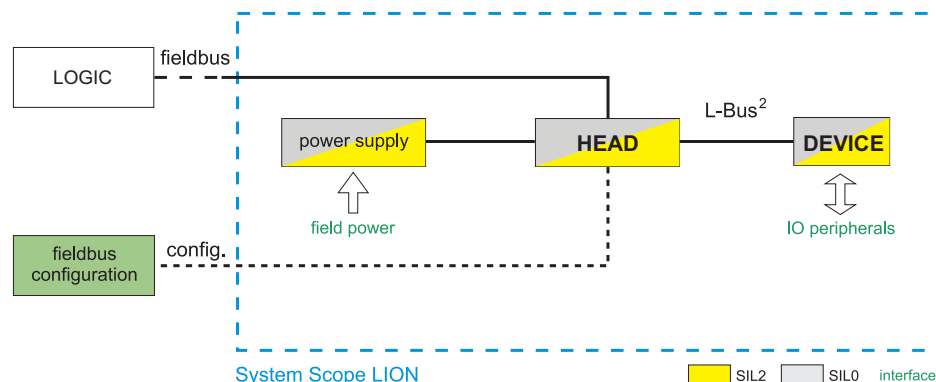 fieldbus
LOGIC
L-Bus²
power supply
HEAD
DEVICE
field power
IO peripherals
fieldbus
configuration
config.
System Scope LION
SIL2
SIL0
interface